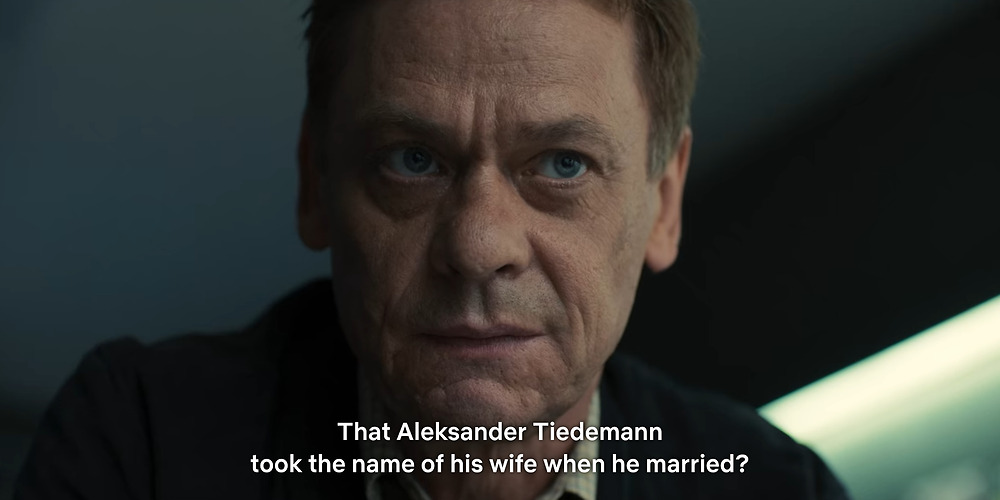 That Aleksander Tiedemann
took the name of his wife when he married?